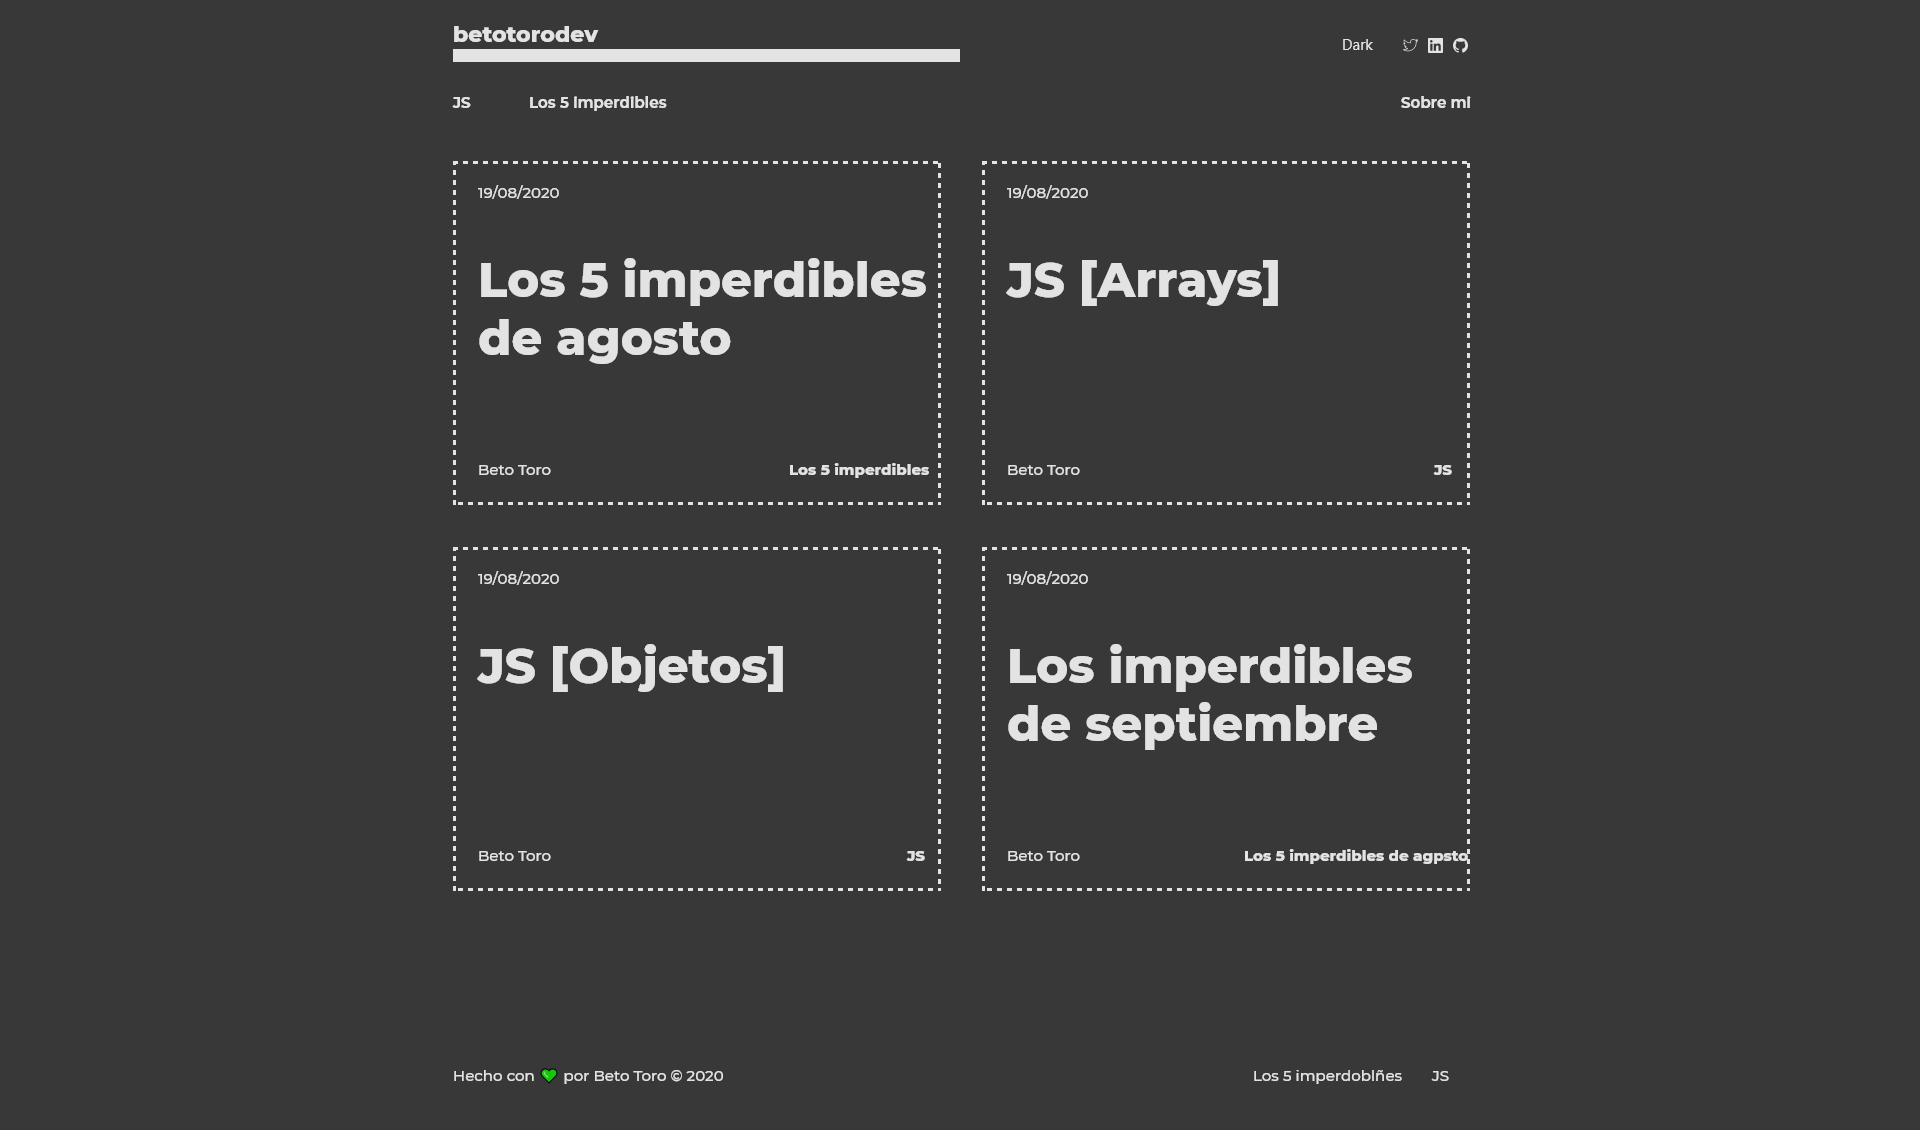 betotorodev
Dark
JS
Los 5 imperdibles
Sobre mi
19/08/2020
Los 5 imperdibles
de agosto
Beto Toro
Los 5 imperdibles
19/08/2020
JS [Arrays]
Beto Toro
JS
19/08/2020
JS [Objetos]
Beto Toro
JS
19/08/2020
Los imperdibles
de septiembre
Beto Toro
Los 5 imperdibles de agpsto
Hecho con 💚 por Beto Toro © 2020
Los 5 imperdoblñes
JS